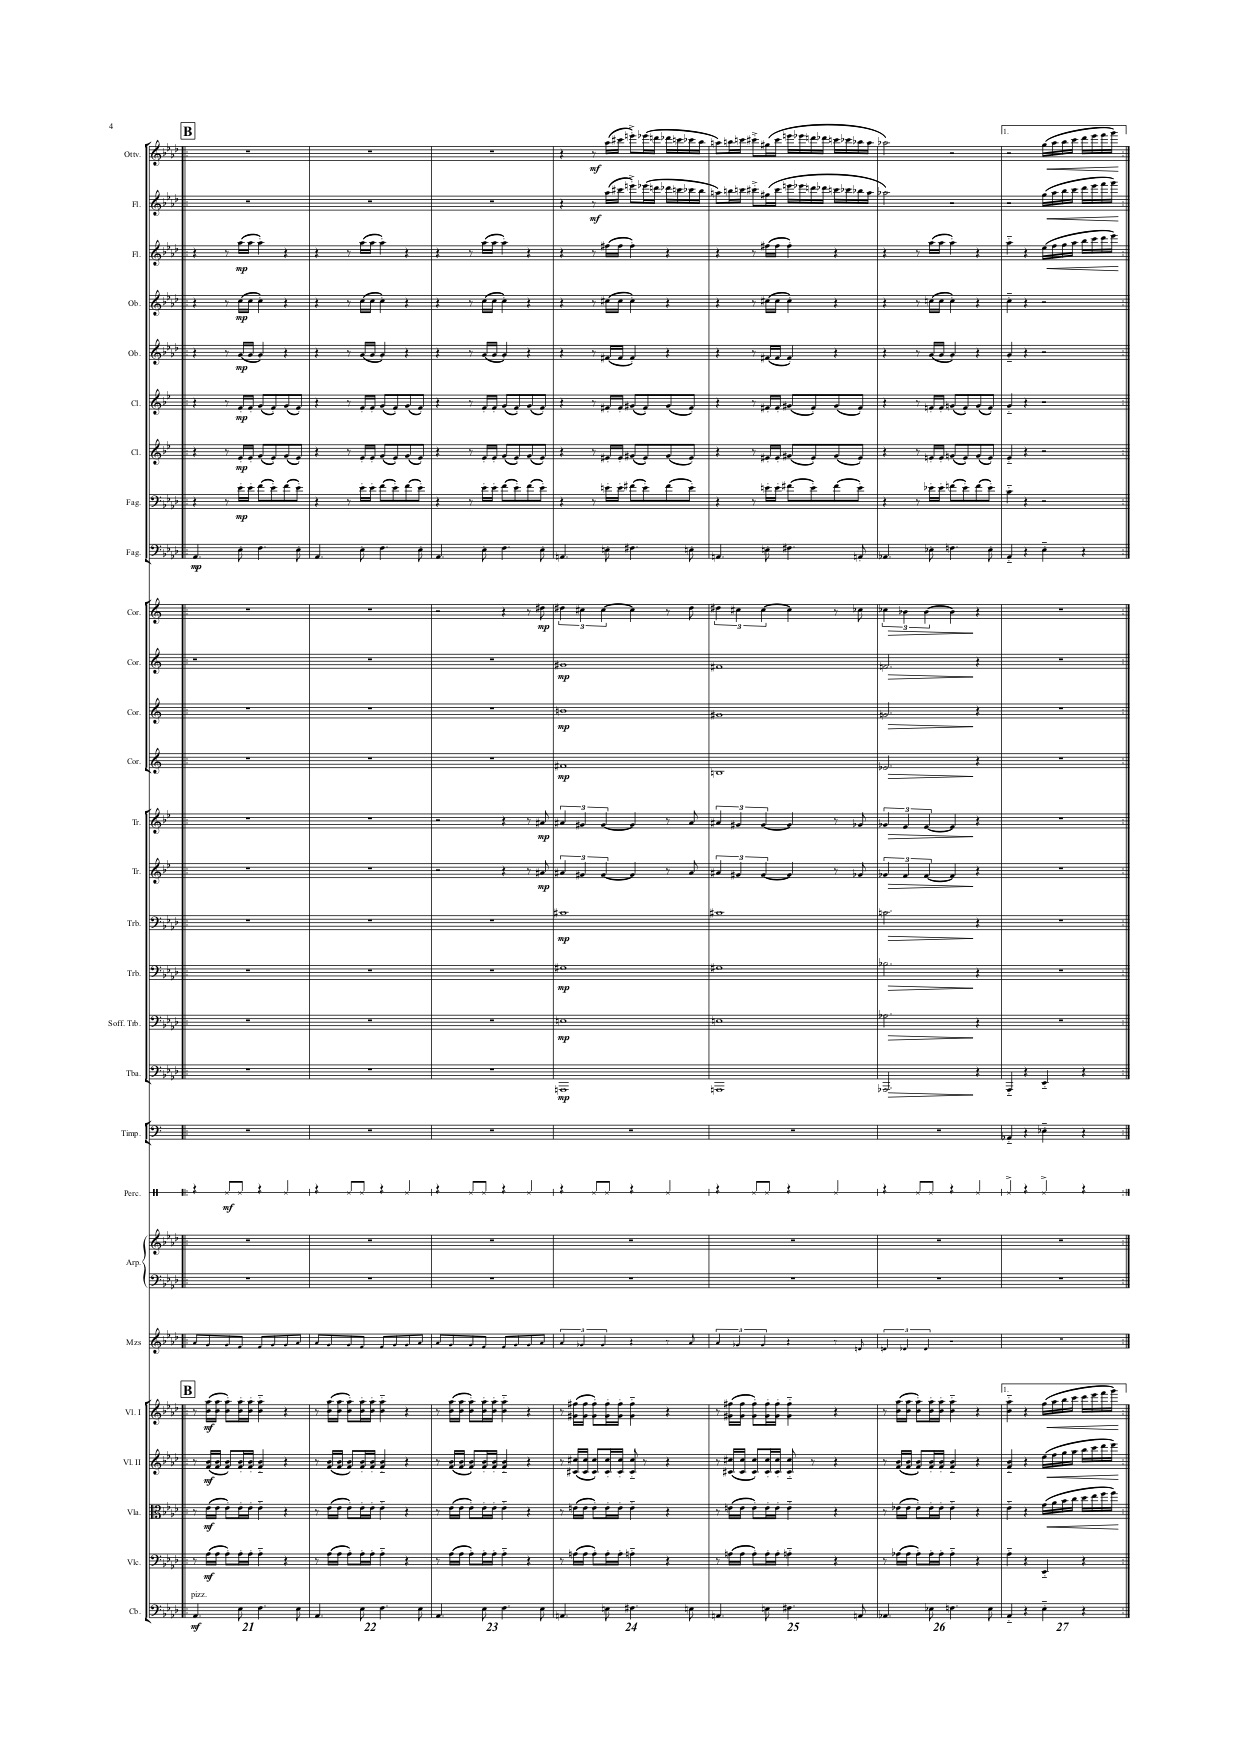 4
B
1.
Ottv.
mf
Fl.
mf
Fl.
mp
Ob.
mp
Ob.
mp
Cl.
mp
Cl.
mp
Fag.
mp
Fag.
mp
Cor.
mp
3 3 3
Cor.
mp
Cor.
mp
Cor.
mp
3 3 3
Tr.
mp
3 3 3
Tr.
mp
Trb.
mp
Trb.
mp
Soff. Trb.
mp
Tba.
mp
Timp.
Perc.
mf
Arp.
3 3 3
Mzs
B
1.
Vl. I
mf
Vl. II
mf
Vla.
mf
Vlc.
mf
pizz.
Cb.
mf 21 22 23 24 25 26 27